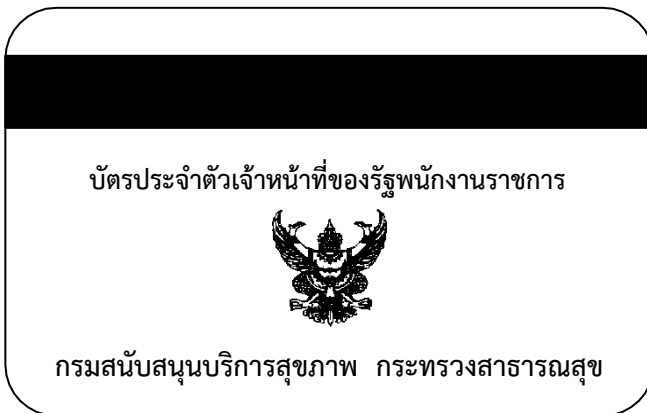 บัตรประจำตัวเจ้าหน้าที่ของรัฐพนักงานราชการ
กรมสนับสนุนบริการสุขภาพ กระทรวงสาธารณสุข